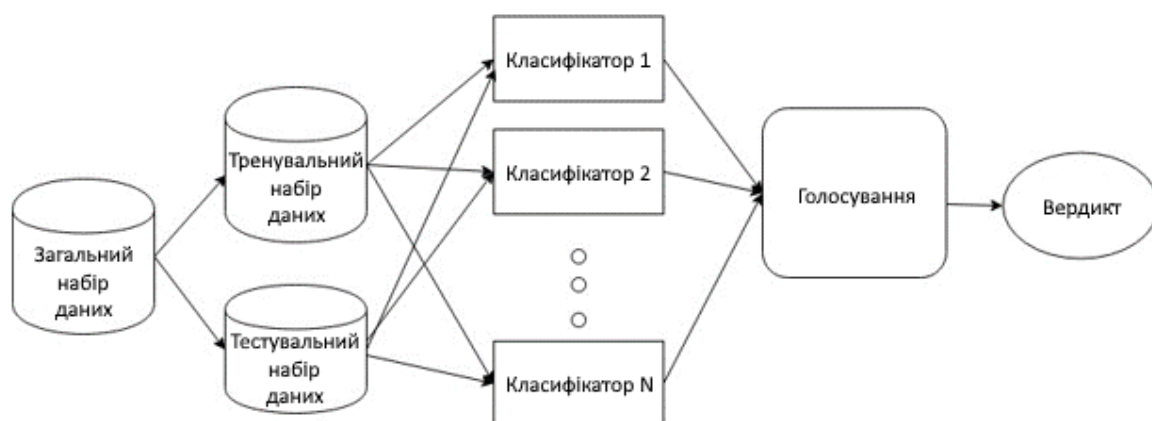 Загальний
набір
даних
Тренувальний
набір
даних
Тестувальний
набір
даних
Класифікатор 1
Класифікатор 2
Класифікатор N
Голосування
Вердикт